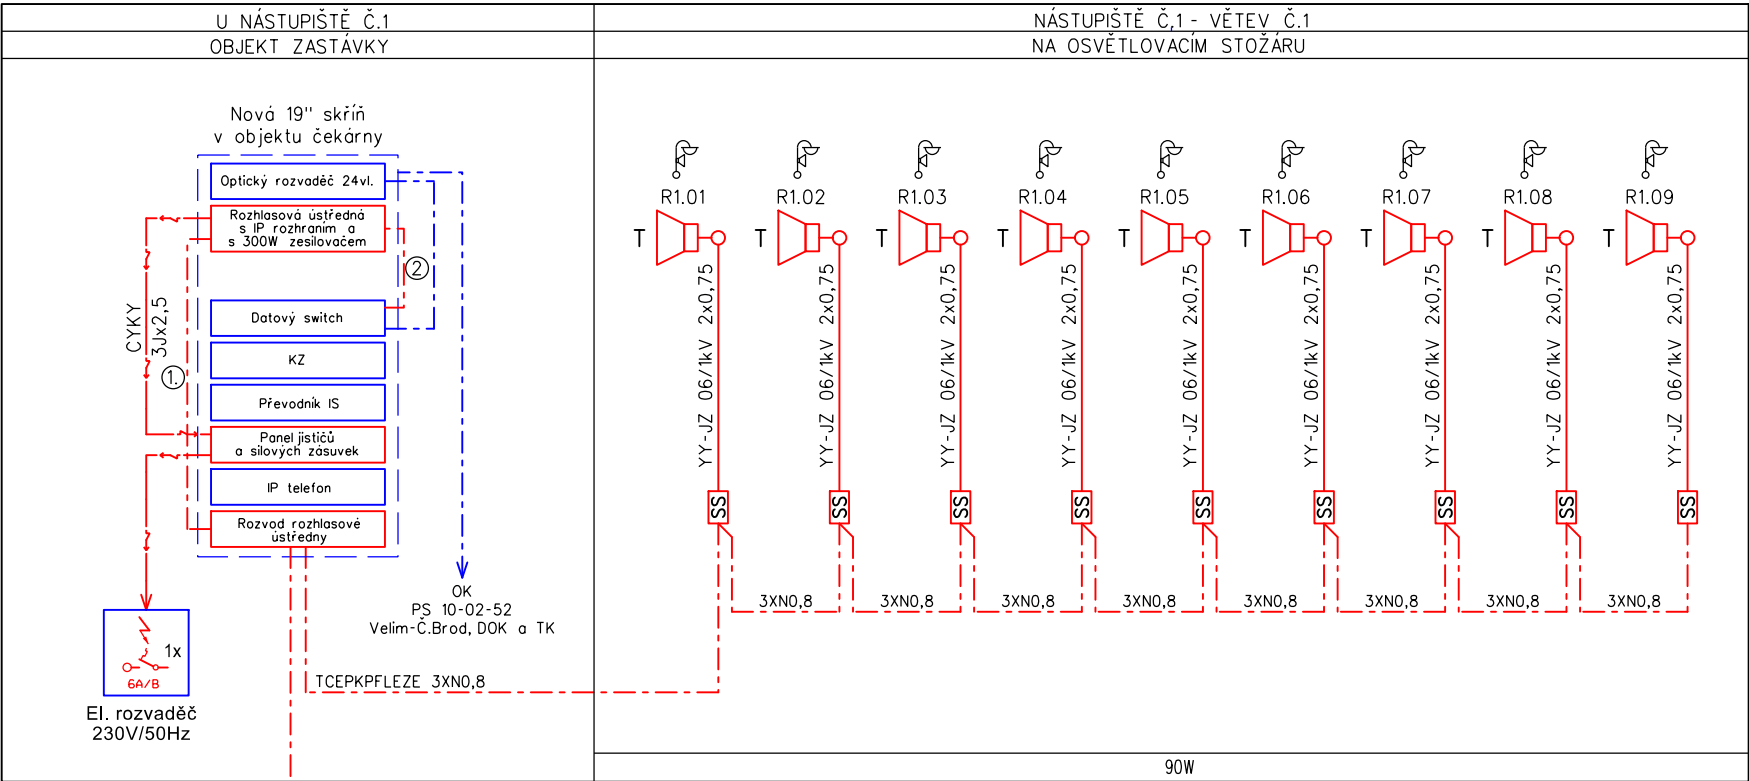 U NÁSTUPIŠTĚ Č.1
OBJEKT ZASTÁVKY
NÁSTUPIŠTĚ Č,1 - VĚTEV Č.1
NA OSVĚTLOVACÍM STOŽÁRU
Nová 19" skříň
v objektu čekárny
Optický rozvaděč 24vl.
Rozhlasová ústředná
s IP rozhraním a
s 300W zesilovačem
2
Datový switch
KZ
Převodník IS
Panel jističů
a silových zásuvek
IP telefon
Rozvod rozhlasové
ústředny
CYKY
3Jx2,5
1.
OK
PS 10-02-52
Velim-Č.Brod, DOK a TK
1x
6A/B
El. rozvaděč
230V/50Hz
TCEPKPFLEZE 3XN0,8
R1.01
R1.02
R1.03
R1.04
R1.05
R1.06
R1.07
R1.08
R1.09
T
T
T
T
T
T
T
T
T
YY-JZ 06/1kV 2x0,75
YY-JZ 06/1kV 2x0,75
YY-JZ 06/1kV 2x0,75
YY-JZ 06/1kV 2x0,75
YY-JZ 06/1kV 2x0,75
YY-JZ 06/1kV 2x0,75
YY-JZ 06/1kV 2x0,75
YY-JZ 06/1kV 2x0,75
YY-JZ 06/1kV 2x0,75
SS
SS
SS
SS
SS
SS
SS
SS
SS
3XN0,8
3XN0,8
3XN0,8
3XN0,8
3XN0,8
3XN0,8
3XN0,8
3XN0,8
90W